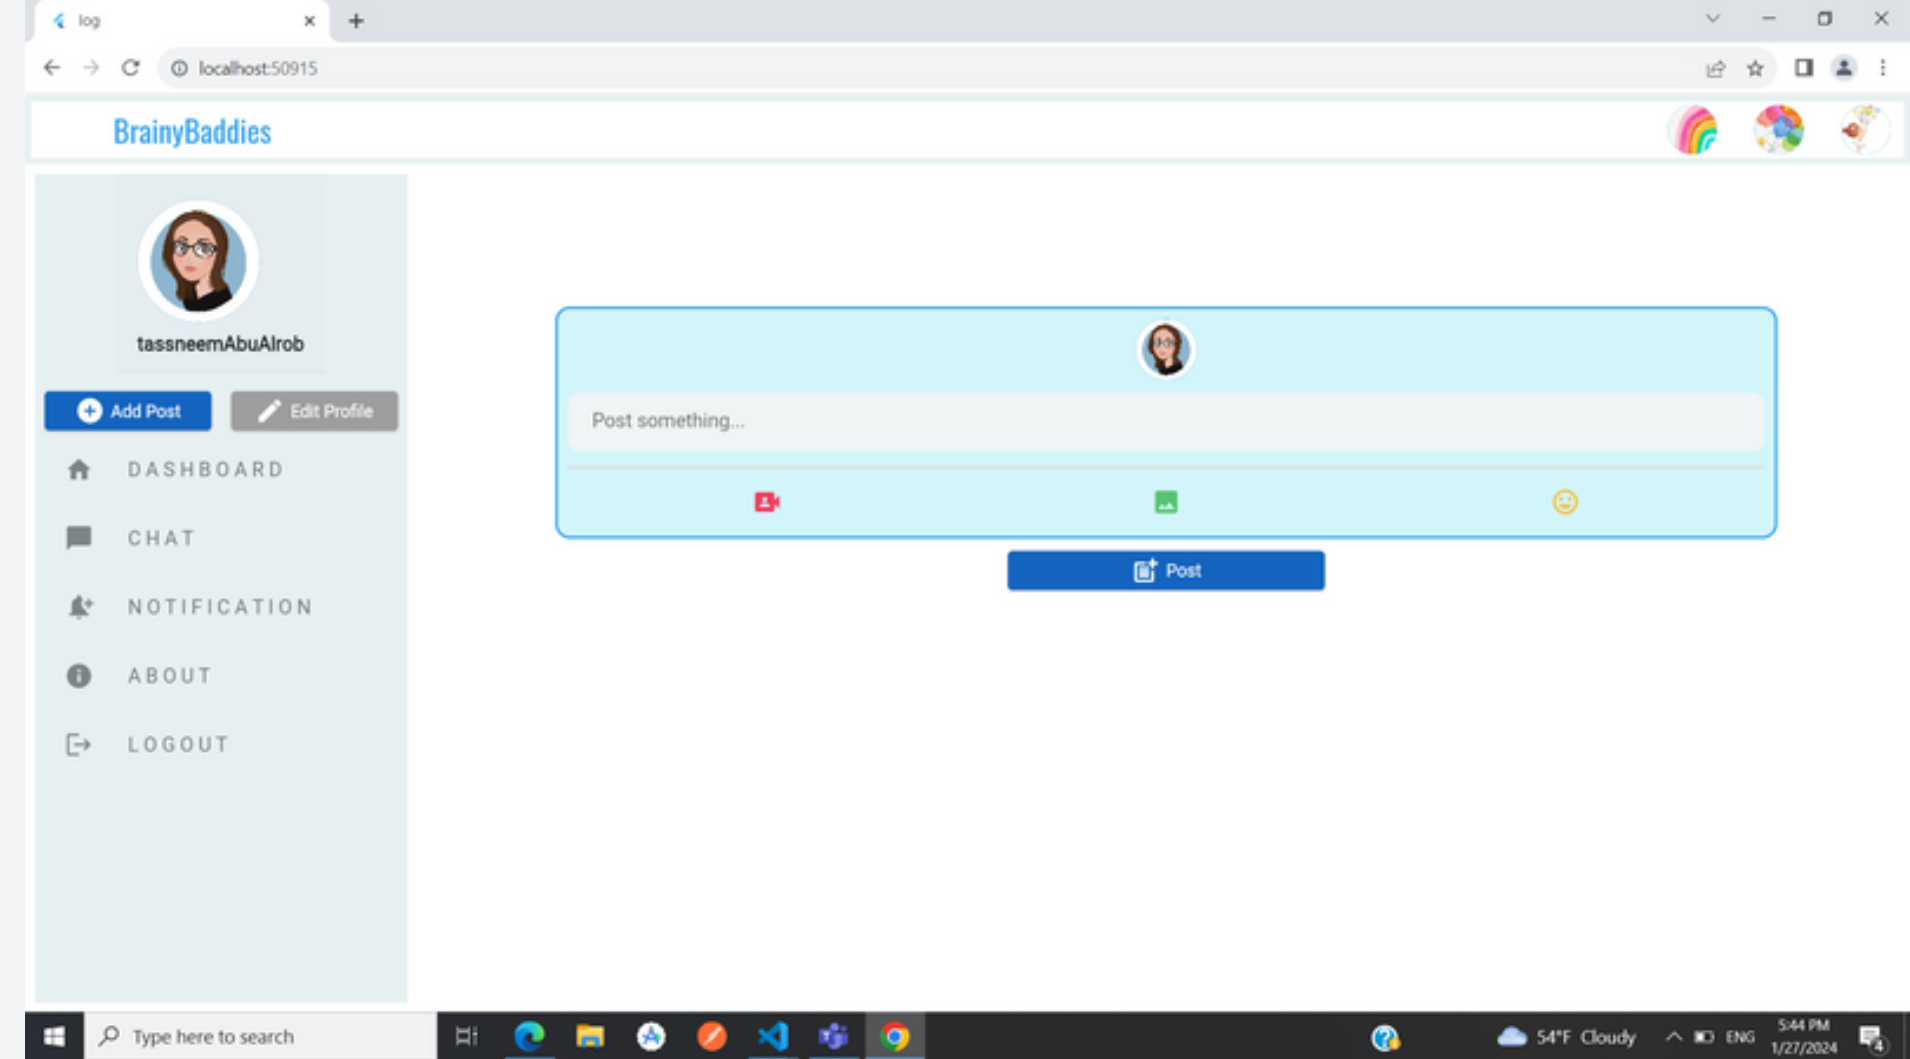 log
localhost:50915
BrainyBaddies
tassneemAbuAlrob
Add Post
Edit Profile
DASHBOARD
CHAT
NOTIFICATION
ABOUT
LOGOUT
Post something...
Post
Type here to search
54°F Cloudy
ENG
5:44 PM
1/27/2024
4